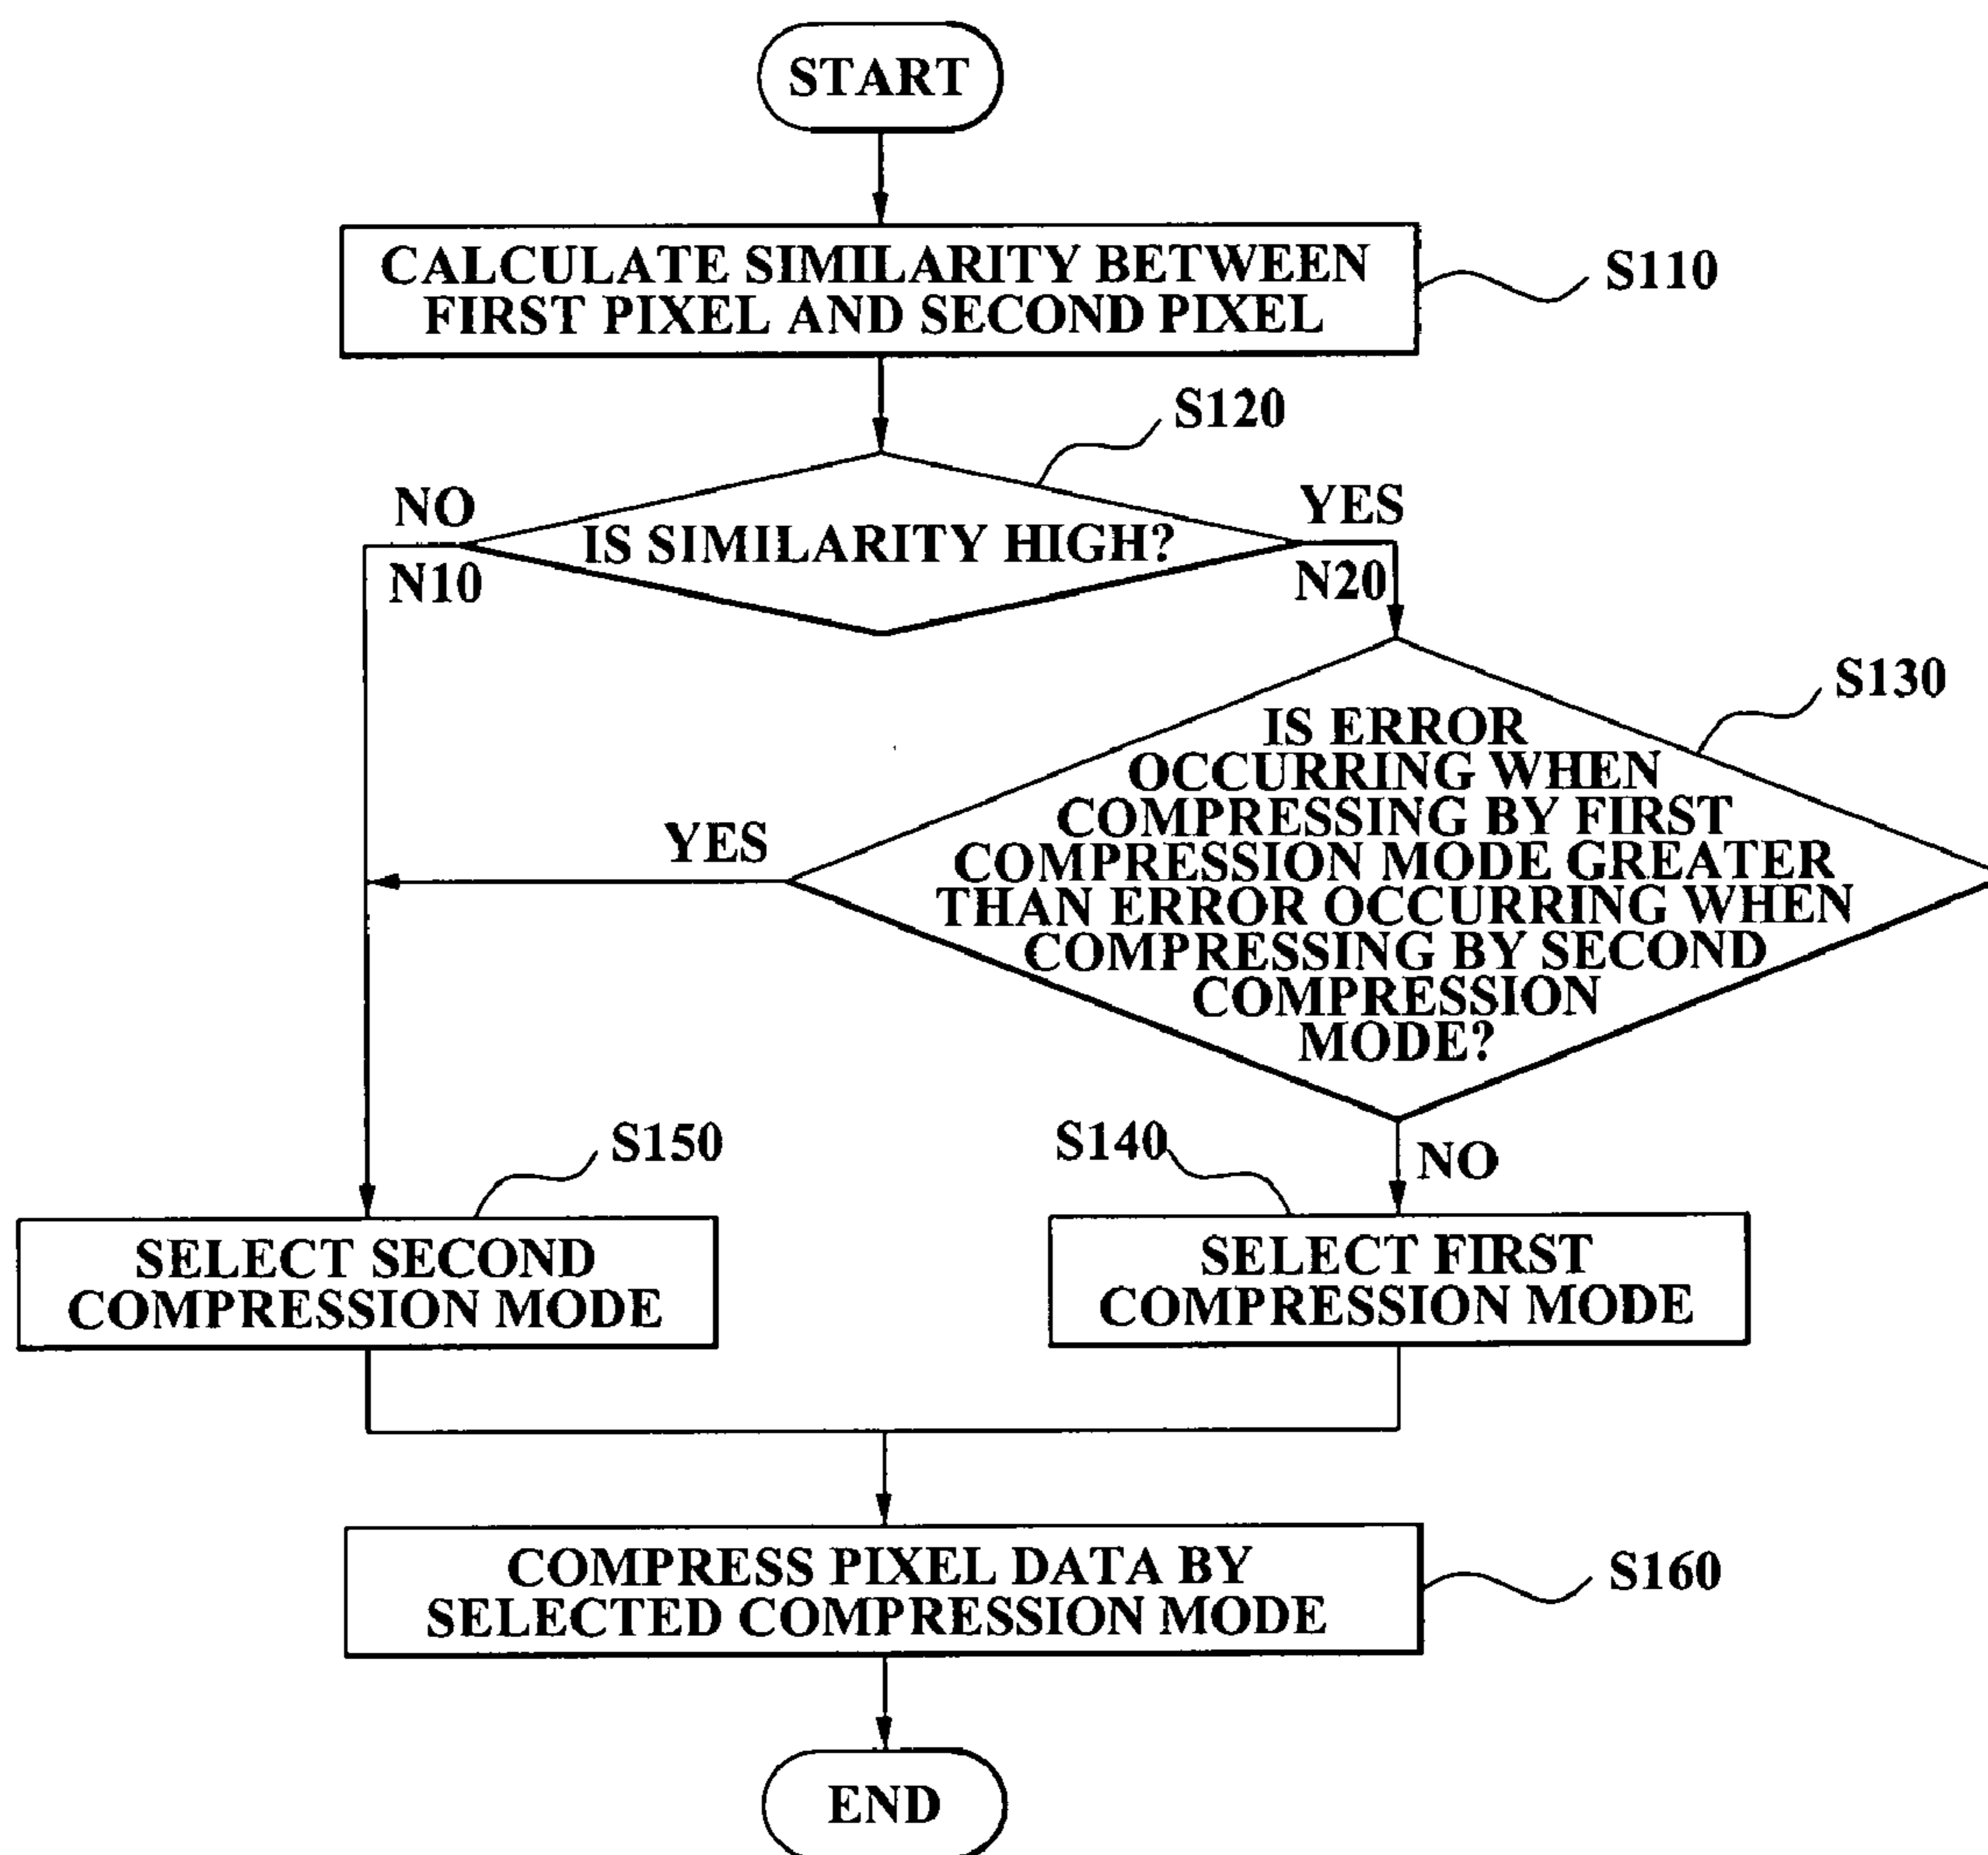 START
CALCULATE SIMILARITY BETWEEN
FIRST PIXEL AND SECOND PIXEL
S110
S120
NO
YES
IS SIMILARITY HIGH?
N10
N20
S130
IS ERROR
OCCURRING WHEN
COMPRESSING BY FIRST
COMPRESSION MODE GREATER
THAN ERROR OCCURRING WHEN
COMPRESSING BY SECOND
COMPRESSION
MODE?
YES
S150
S140
NO
SELECT SECOND
COMPRESSION MODE
SELECT FIRST
COMPRESSION MODE
COMPRESS PIXEL DATA BY
SELECTED COMPRESSION MODE
S160
END